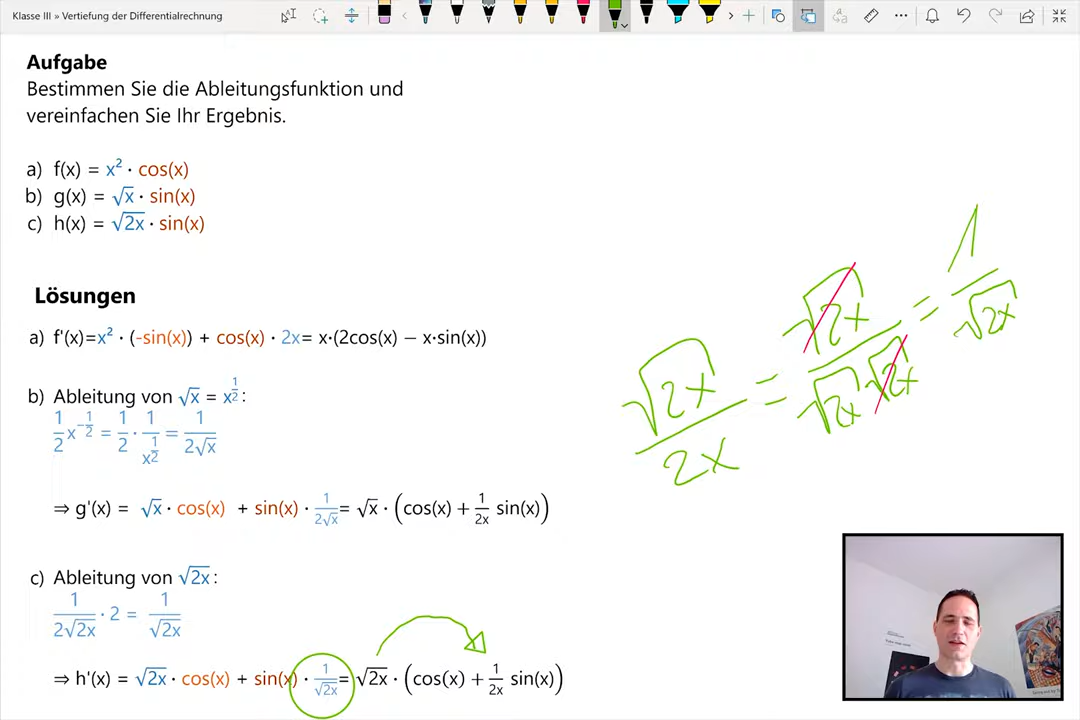 Klasse III » Vertiefung der Differentialrechnung
Aufgabe
Bestimmen Sie die Ableitungsfunktion und
vereinfachen Sie Ihr Ergebnis.
a) f(x) = x² · cos(x)
b) g(x) = √x · sin(x)
c) h(x) = √2x · sin(x)
Lösungen
a) f'(x)=x² · (-sin(x)) + cos(x) · 2x= x·(2cos(x) − x·sin(x))
b) Ableitung von √x = x^(1/2):
1/2 x^(−1/2) = 1/2 · 1/x^(1/2) = 1/(2√x)
⇒ g'(x) = √x · cos(x) + sin(x) · 1/(2√x)= √x · (cos(x) + 1/(2x) sin(x))
c) Ableitung von √2x:
1/(2√2x) · 2 = 1/√2x
⇒ h'(x) = √2x · cos(x) + sin(x) · 1/√2x= √2x · (cos(x) + 1/(2x) sin(x))
√2x/2x = √2x/(√2x √2x) = 1/√2x